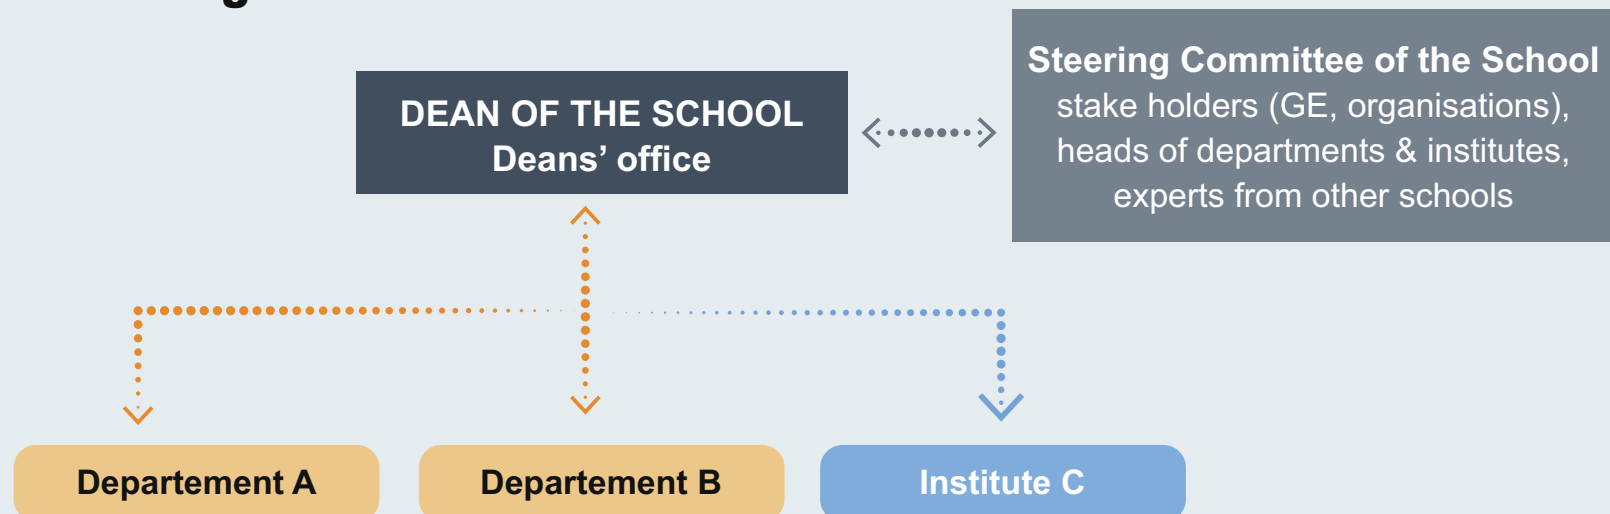 DEAN OF THE SCHOOL
Deans’ office
Steering Committee of the School
stake holders (GE, organisations),
heads of departments & institutes,
experts from other schools
Departement A
Departement B
Institute C